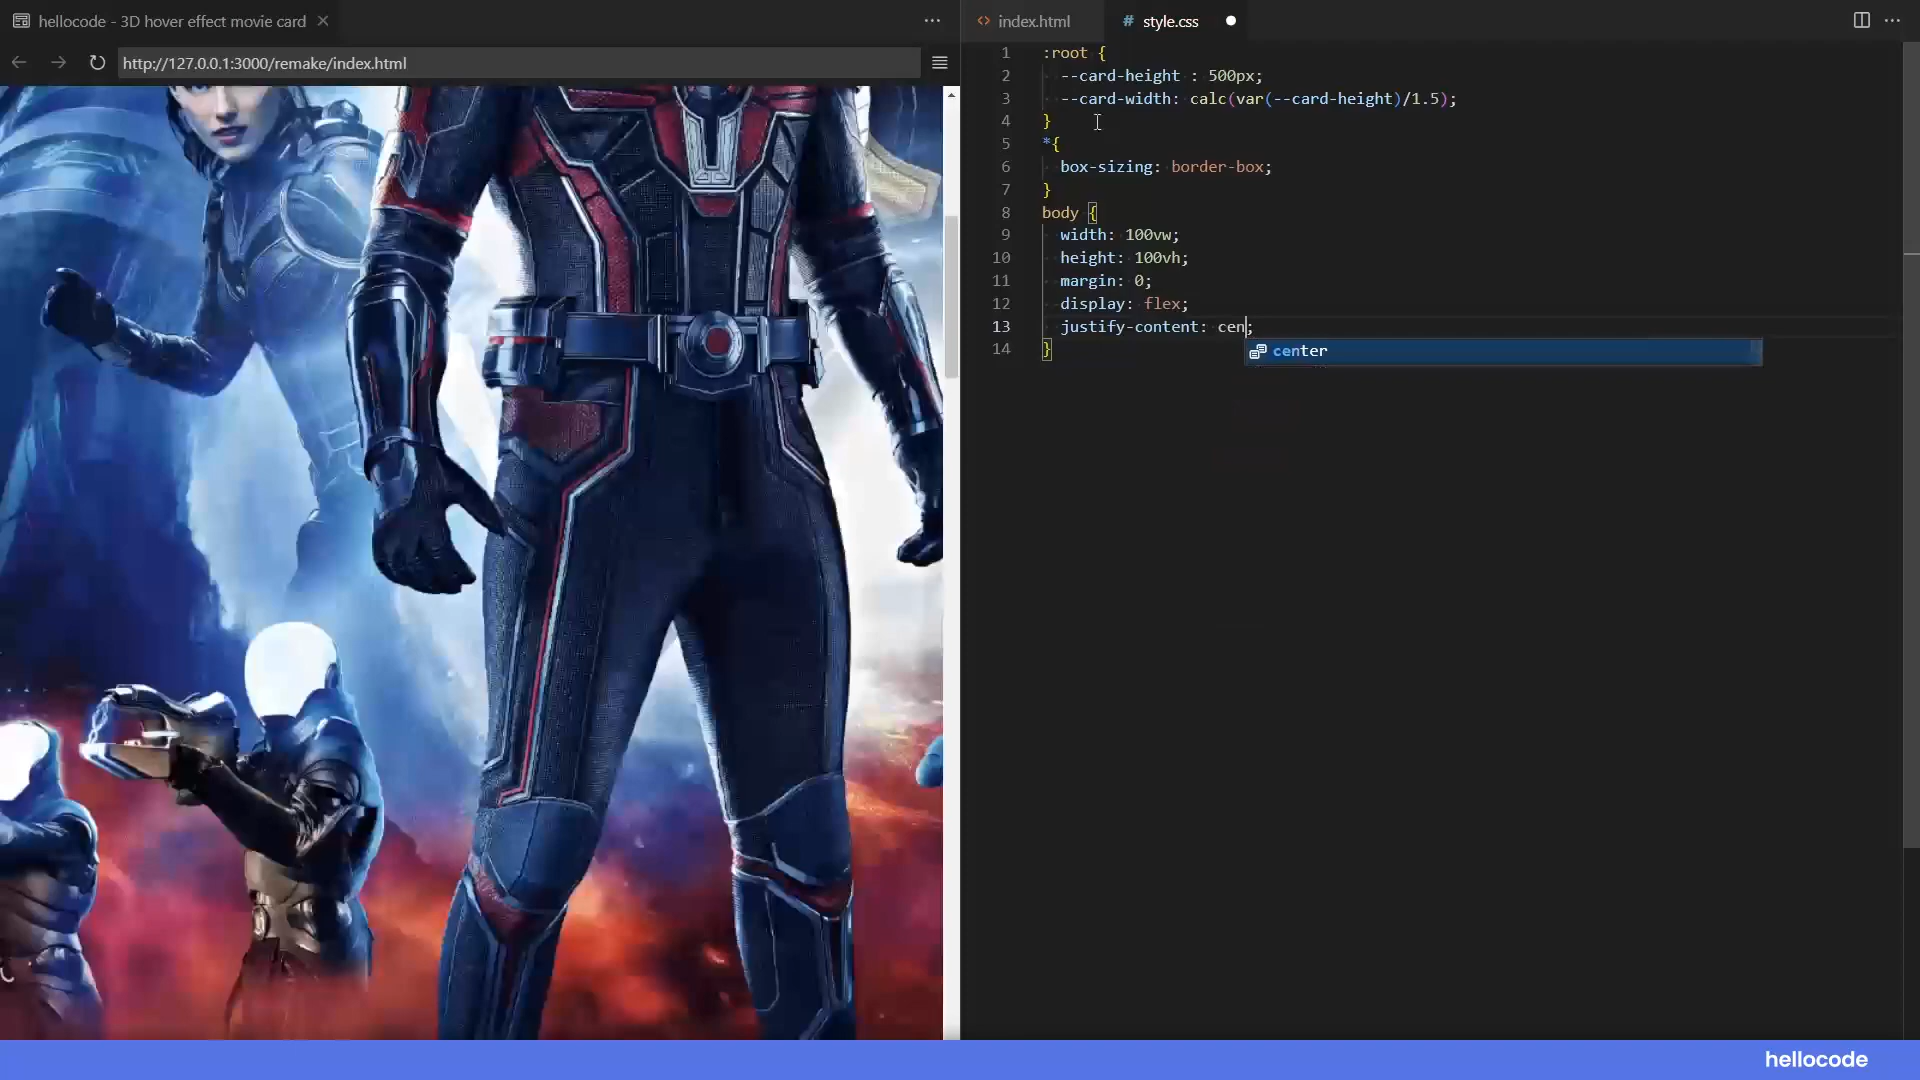 hellocode - 3D hover effect movie card
http://127.0.0.1:3000/remake/index.html
index.html
# style.css
1 :root {
2 --card-height : 500px;
3 --card-width: calc(var(--card-height)/1.5);
4 }
5 *{
6 box-sizing: border-box;
7 }
8 body {
9 width: 100vw;
10 height: 100vh;
11 margin: 0;
12 display: flex;
13 justify-content: cen;
center
14 }
hellocode